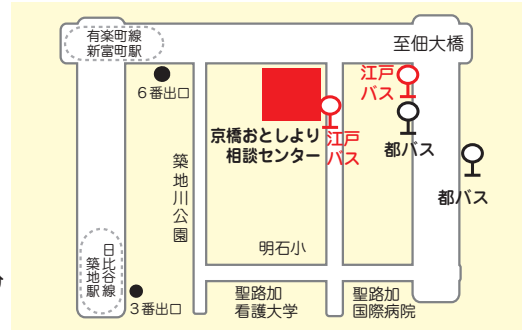 有楽町線
新富町駅
至佃大橋
6番出口
江戸
バス
京橋おとしより
相談センター
江戸
バス
都バス
都バス
築地川公園
明石小
日比谷線
築地駅
3番出口
聖路加
看護大学
聖路加
国際病院